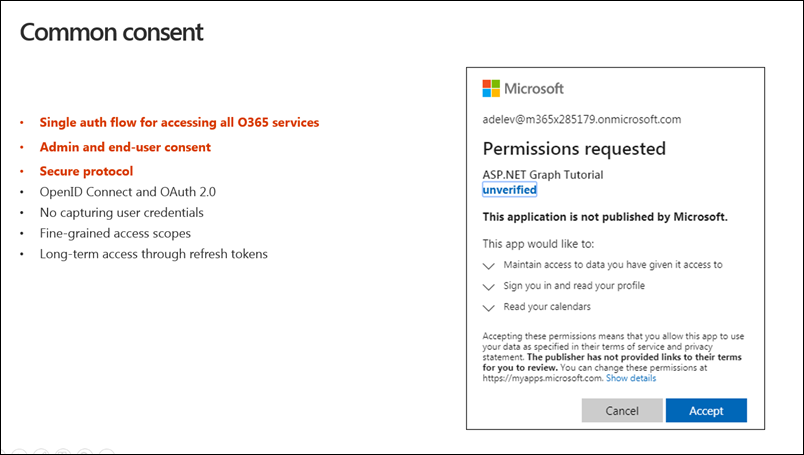 Common consent
• Single auth flow for accessing all O365 services
• Admin and end-user consent
• Secure protocol
• OpenID Connect and OAuth 2.0
• No capturing user credentials
• Fine-grained access scopes
• Long-term access through refresh tokens
Microsoft
adelev@m365x285179.onmicrosoft.com
Permissions requested
ASP.NET Graph Tutorial
unverified
This application is not published by Microsoft.
This app would like to:
Maintain access to data you have given it access to
Sign you in and read your profile
Read your calendars
Accepting these permissions means that you allow this app to use
your data as specified in their terms of service and privacy
statement. The publisher has not provided links to their terms
for you to review. You can change these permissions at
https://myapps.microsoft.com. Show details
Cancel Accept